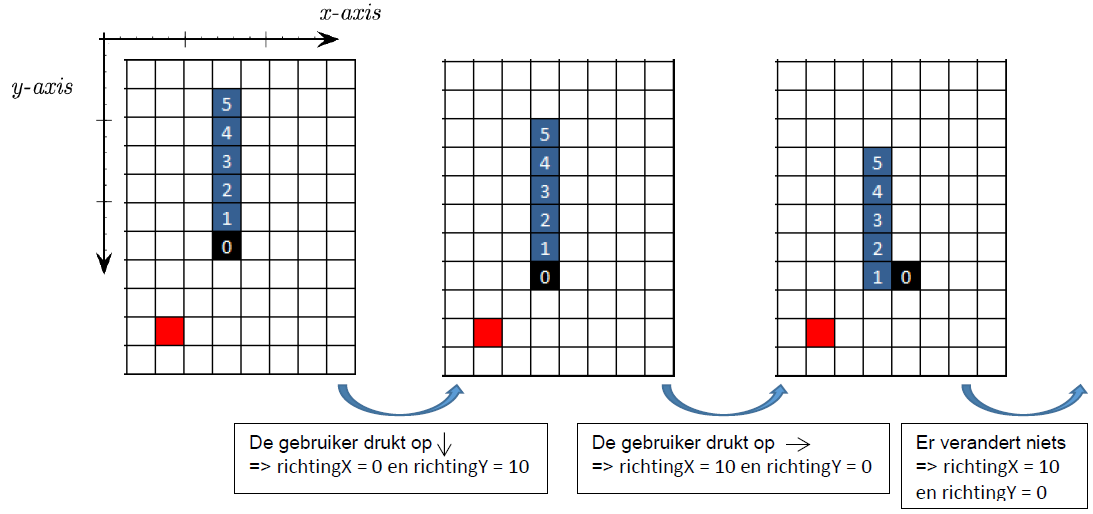 x-axis
y-axis
5
4
3
2
1
0
5
4
3
2
1
0
5
4
3
2
1 0
De gebruiker drukt op ↓
=> richtingX = 0 en richtingY = 10
De gebruiker drukt op →
=> richtingX = 10 en richtingY = 0
Er verandert niets
=> richtingX = 10
en richtingY = 0